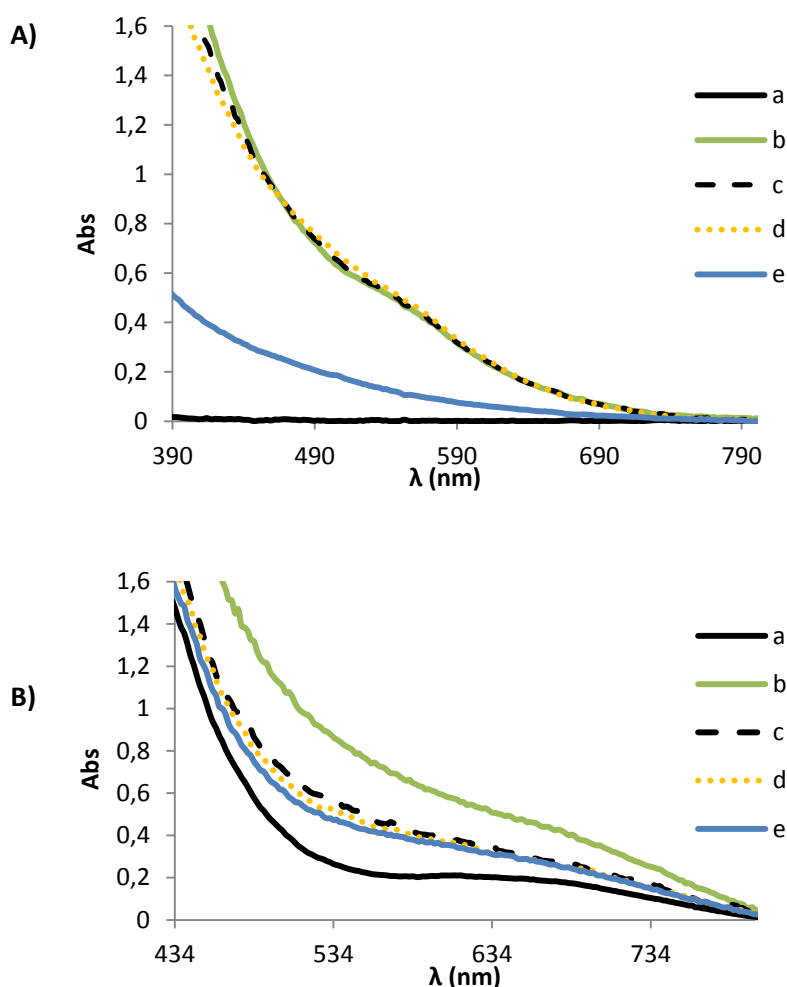 A)
1,6
1,4
1,2
1
0,8
0,6
0,4
0,2
0
Abs
390 490 590 690 790
λ (nm)
a
b
c
d
e
B)
1,6
1,4
1,2
1
0,8
0,6
0,4
0,2
0
Abs
434 534 634 734
λ (nm)
a
b
c
d
e